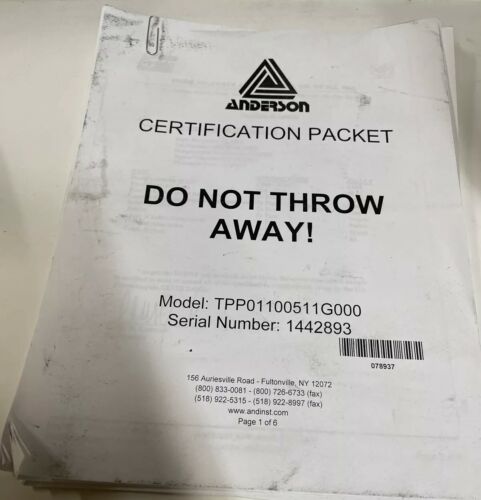 ANDERSON
CERTIFICATION PACKET
DO NOT THROW
AWAY!
Model: TPP01100511G000
Serial Number: 1442893
078937
156 Auriesville Road - Fultonville, NY 12072
(800) 833-0081 - (800) 726-6733 (fax)
(518) 922-5315 - (518) 922-8997 (fax)
www.andinst.com
Page 1 of 6